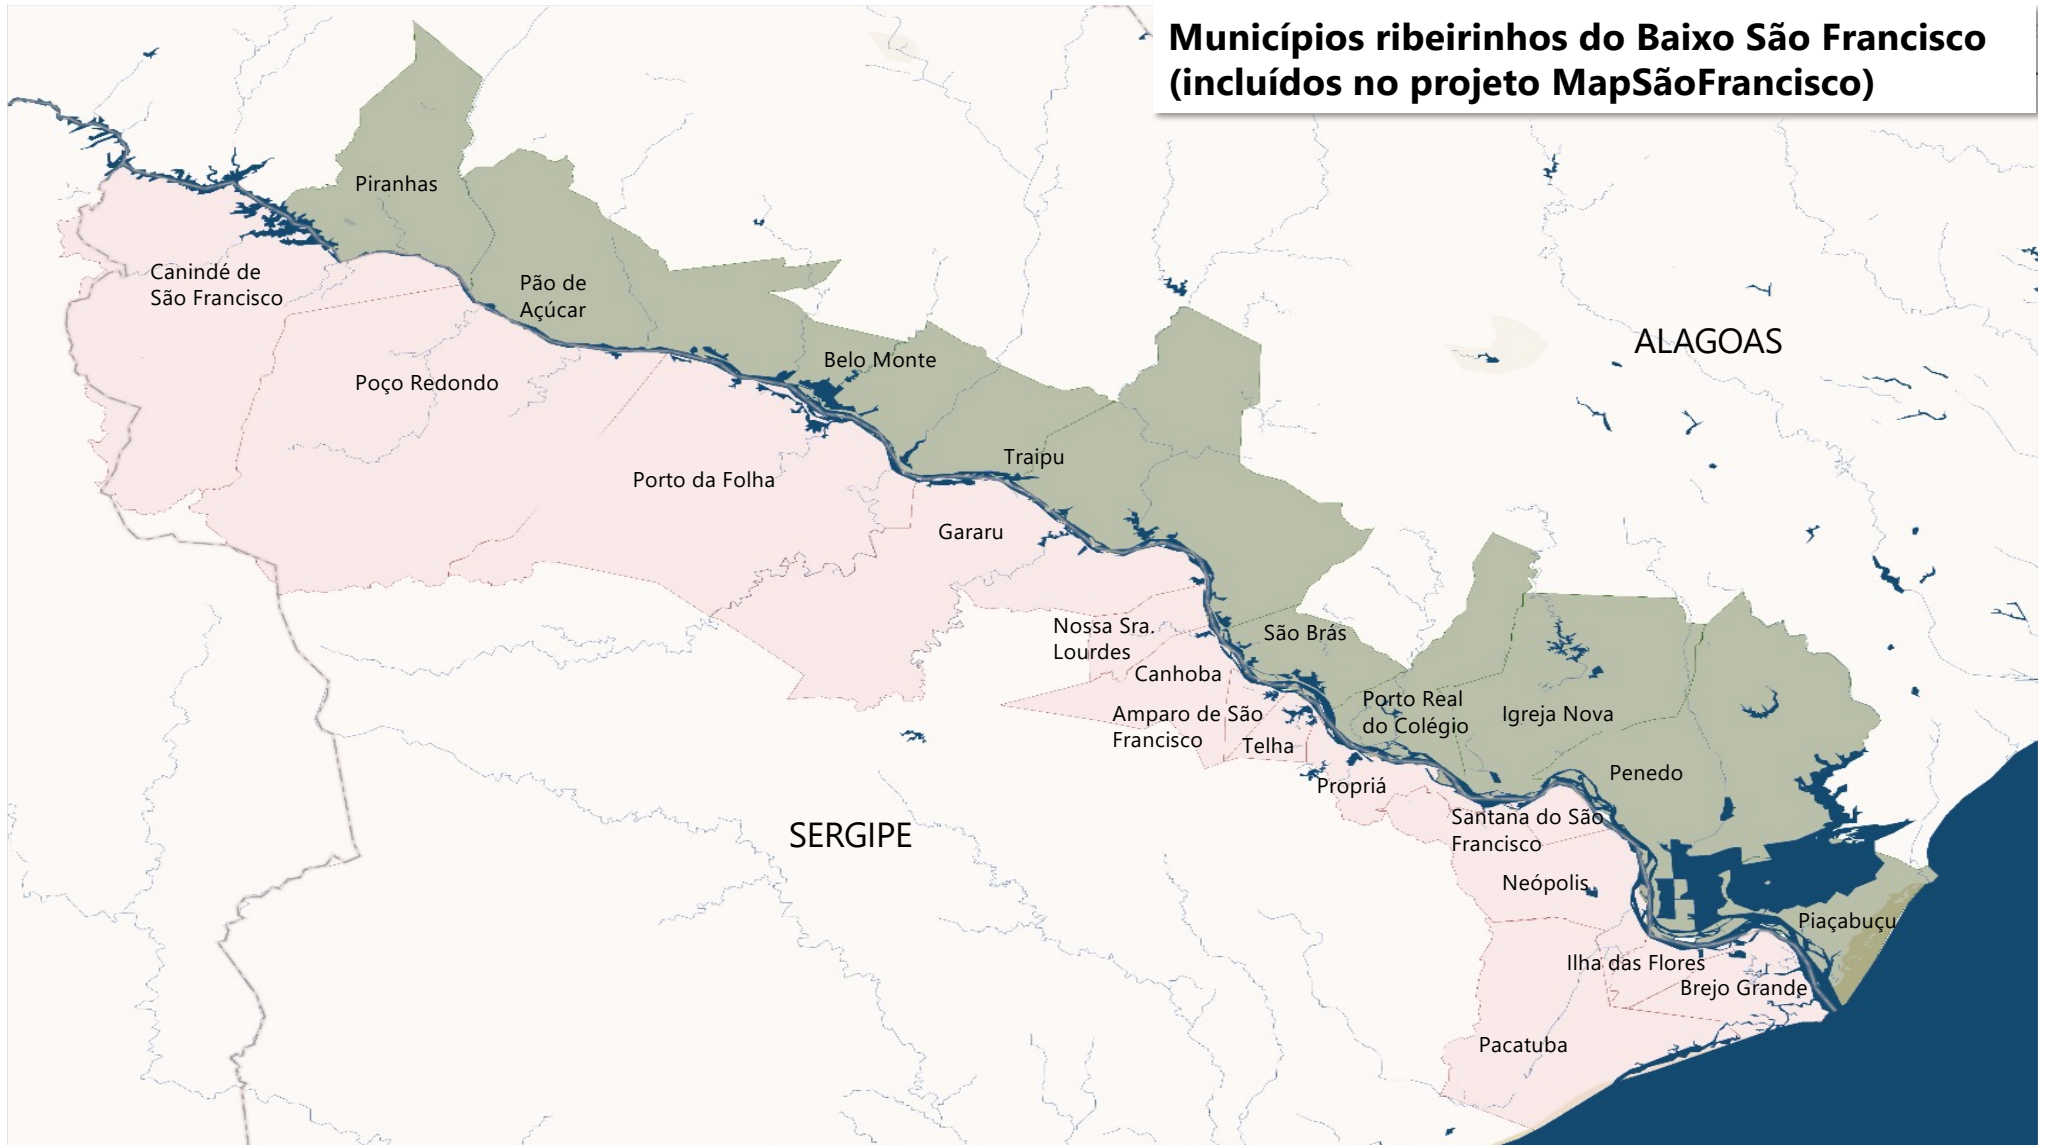 Municípios ribeirinhos do Baixo São Francisco
(incluídos no projeto MapSãoFrancisco)
Piranhas
Canindé de
São Francisco
Pão de
Açúcar
ALAGOAS
Belo Monte
Poço Redondo
Traipu
Porto da Folha
Gararu
Nossa Sra.
Lourdes
São Brás
Canhoba
Porto Real
do Colégio
Amparo de São
Francisco
Igreja Nova
Telha
Penedo
Propriá
Santana do São
Francisco
SERGIPE
Neópolis
Piaçabuçu
Ilha das Flores
Brejo Grande
Pacatuba